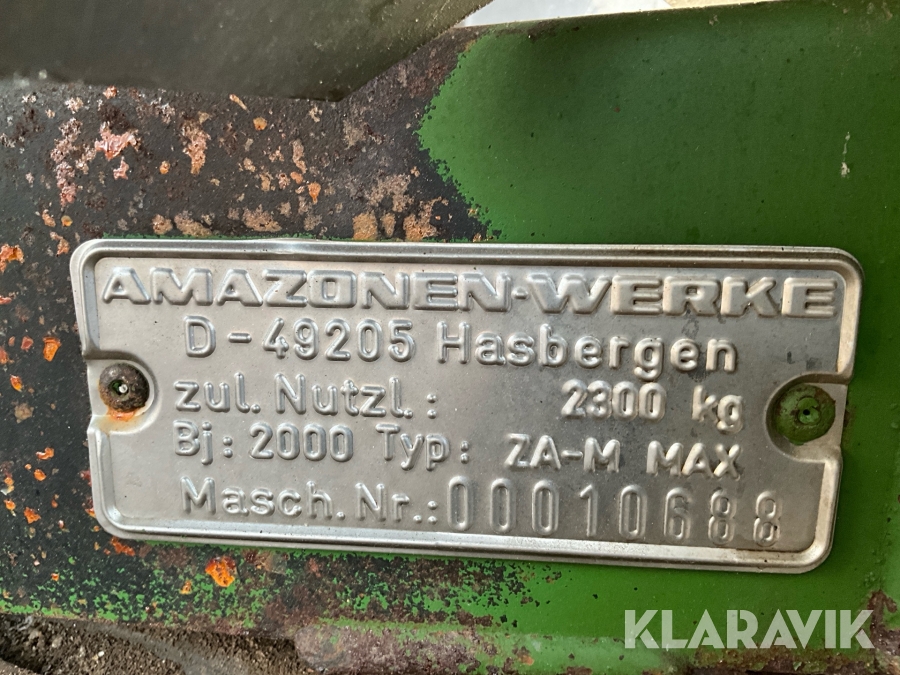 AMAZONEN-WERKE
D-49205 Hasbergen
zul. Nutzl.: 2300 kg
Bj: 2000 Typ: ZA-M MAX
Masch. Nr.: 00010688
KLARAVIK